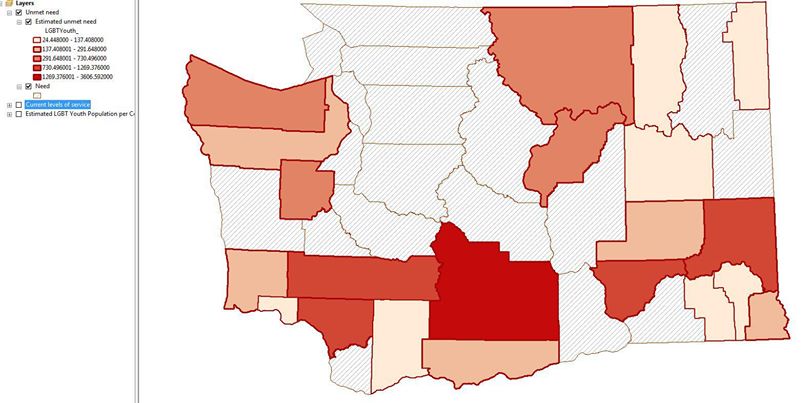 Layers
Unmet need
Estimated unmet need
LGBTYouth_
24.448000 - 137.408000
137.408001 - 291.648000
291.648001 - 730.496000
730.496001 - 1269.376000
1269.376001 - 3606.592000
Need
Current levels of service
Estimated LGBT Youth Population per C